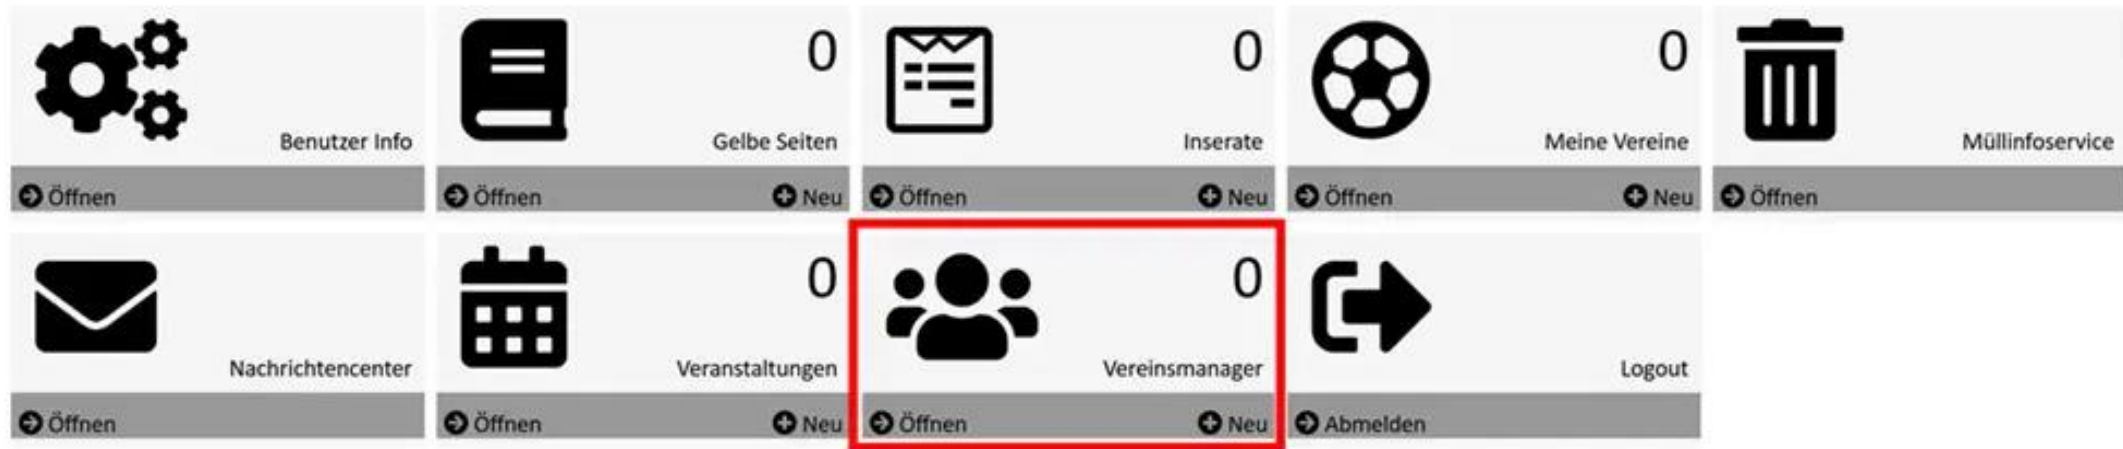 0
Benutzer Info
Gelbe Seiten
0
Inserate
0
Meine Vereine
Müllinfoservice
Öffnen
Öffnen Neu
Öffnen Neu
Öffnen Neu
Öffnen
0
0
Nachrichtencenter
Veranstaltungen
Vereinsmanager
Logout
Öffnen
Öffnen Neu
Öffnen Neu
Abmelden